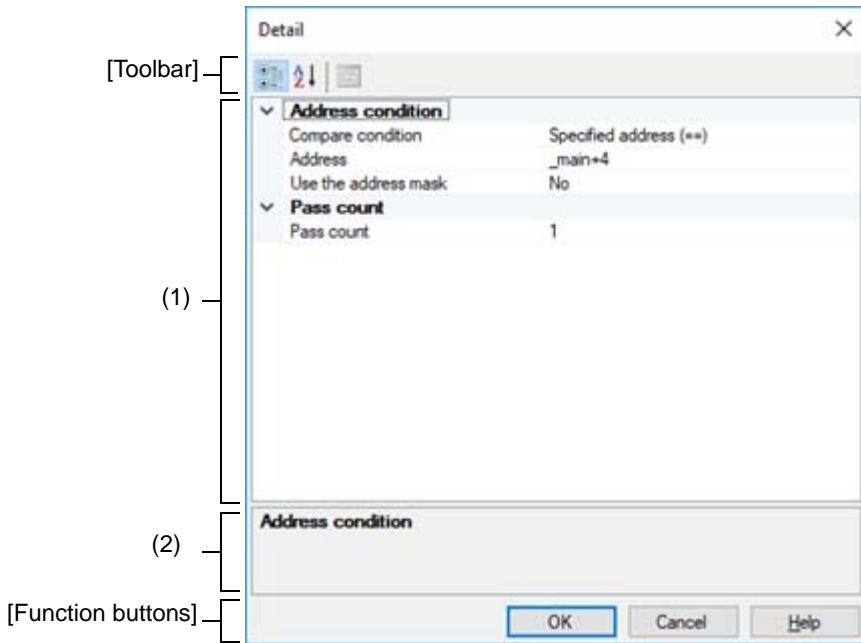 Detail
[Toolbar]
Address condition
Compare condition Specified address (==)
Address _main+4
Use the address mask No
Pass count
Pass count 1
(1)
Address condition
(2)
[Function buttons]
OK Cancel Help